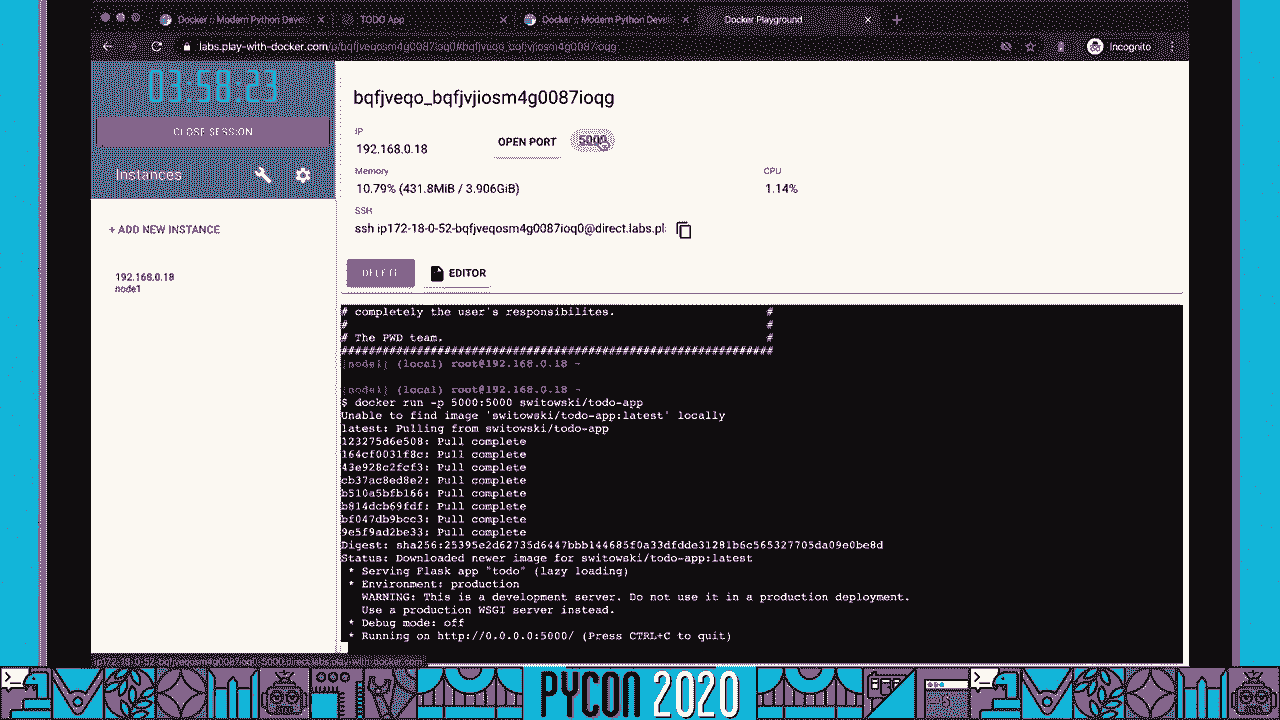 Docker :: Modern Python Devel
TODO App
Docker :: Modern Python Devel
Docker Playground
labs.play-with-docker.com/p/bqfjveqosm4g0087ioq0#bqfjveqo_bqfjvjiosm4g0087ioqg
Incognito
03:58:23
CLOSE SESSION
Instances
+ ADD NEW INSTANCE
192.168.0.18
node1
bqfjveqo_bqfjvjiosm4g0087ioqg
IP
192.168.0.18
OPEN PORT
5000
Memory
10.79% (431.8MiB / 3.906GiB)
CPU
1.14%
SSH
ssh ip172-18-0-52-bqfjveqosm4g0087ioq0@direct.labs.pl
DELETE
EDITOR
# completely the user's responsibilites. #
# #
# The PWD team. #
###############################################################
[node1] (local) root@192.168.0.18 ~
[node1] (local) root@192.168.0.18 ~
$ docker run -p 5000:5000 switowski/todo-app
Unable to find image 'switowski/todo-app:latest' locally
latest: Pulling from switowski/todo-app
123275d6e508: Pull complete
164cf0031f8c: Pull complete
43e928c2fcf3: Pull complete
cb37ac8ed8e2: Pull complete
b510a5bfb166: Pull complete
b814dcb69fdf: Pull complete
bf047db9bcc3: Pull complete
9e5f9ad2be33: Pull complete
Digest: sha256:25395e2d62735d6447bbb144685f0a33dfdde31281b6c565327705da09e0be8d
Status: Downloaded newer image for switowski/todo-app:latest
* Serving Flask app "todo" (lazy loading)
* Environment: production
WARNING: This is a development server. Do not use it in a production deployment.
Use a production WSGI server instead.
* Debug mode: off
* Running on http://0.0.0.0:5000/ (Press CTRL+C to quit)
ip172-18-0-52-bqfjveqosm4g0087ioq0-5000.direct.labs.play-with-docker.com
PYCON 2020